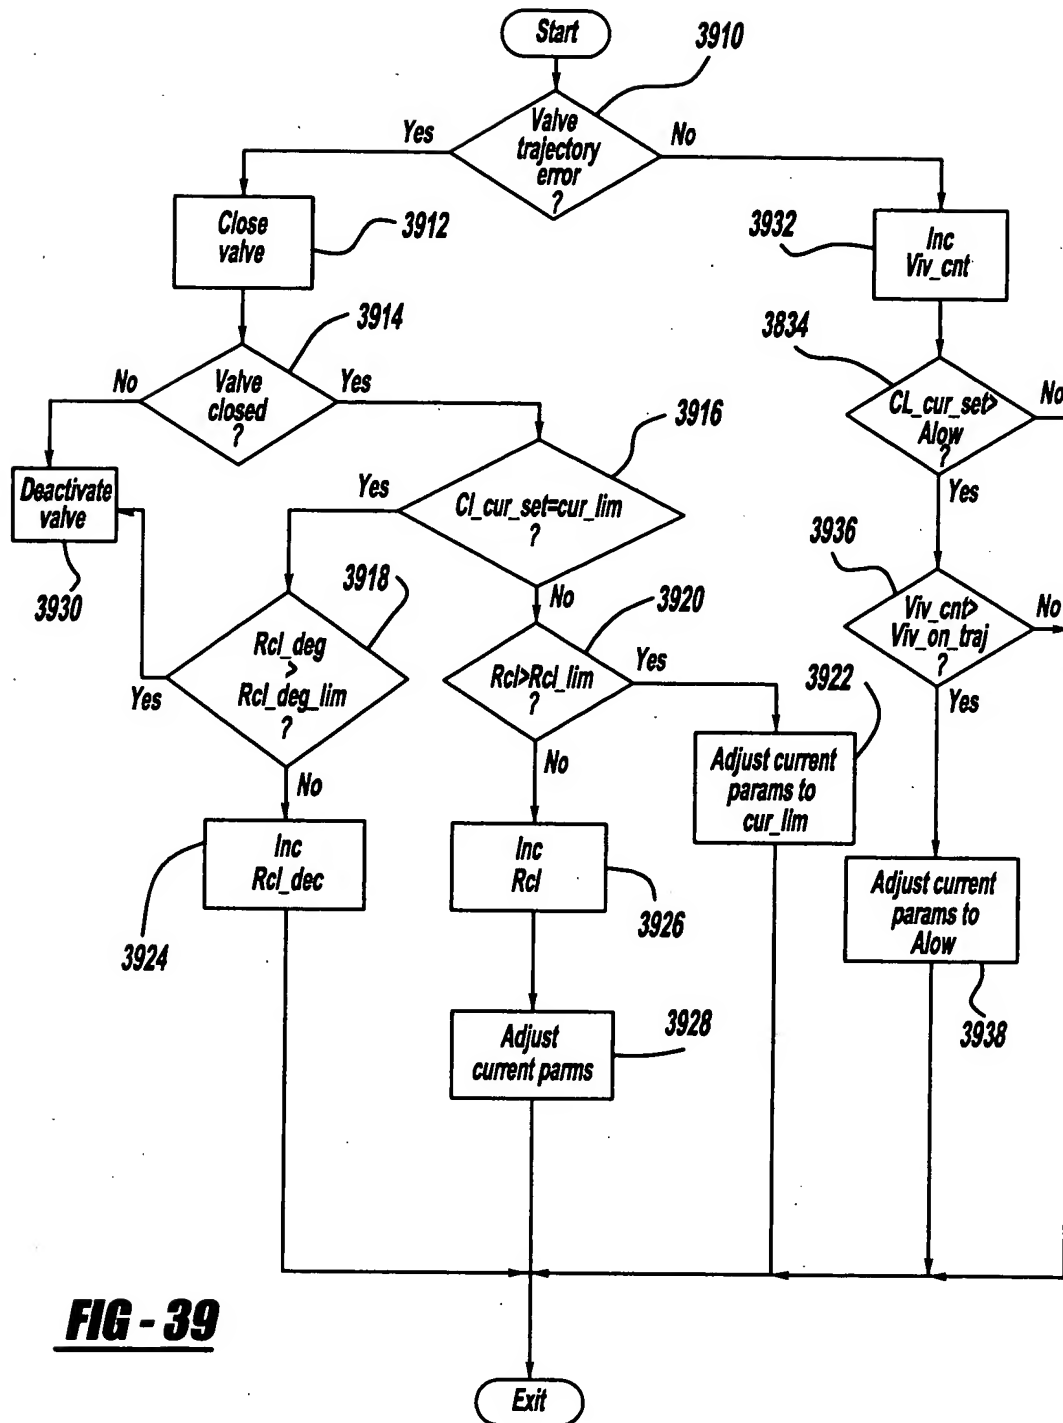 Start
3910
Valve
trajectory
error
?
Yes
No
Close
valve
3912
3932
Inc
Viv_cnt
3914
3834
Valve
closed
?
No
Yes
3916
CL_cur_set>
Alow
?
No
Yes
Deactivate
valve
3930
Cl_cur_set=cur_lim
?
Yes
No
3936
Viv_cnt>
Viv_on_traj
?
No
Yes
3918
Rcl_deg
>
Rcl_deg_lim
?
Yes
No
3920
Rcl>Rcl_lim
?
Yes
No
3922
Adjust current
params to
cur_lim
Inc
Rcl_dec
3924
Inc
Rcl
3926
Adjust current
params to
Alow
3938
Adjust
current parms
3928
FIG - 39
Exit